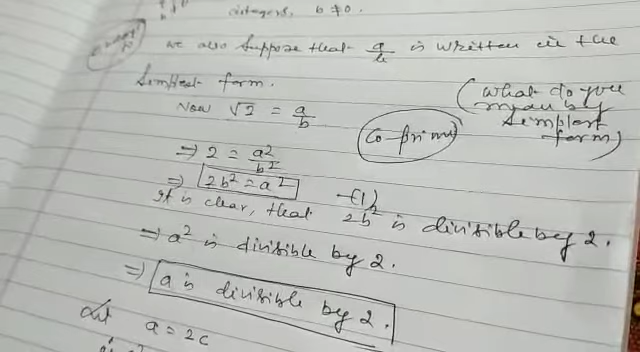 integers, b ≠ 0.
we also suppose that a/b is written in the
simplest form.
(what do you
mean by
simplest
form)
Now √2 = a/b
Co-prime
⇒ 2 = a²/b²
⇒ 2b² = a² -(1)
It is clear, that 2b² is divisible by 2.
⇒ a² is divisible by 2.
⇒ a is divisible by 2.
Let a = 2c